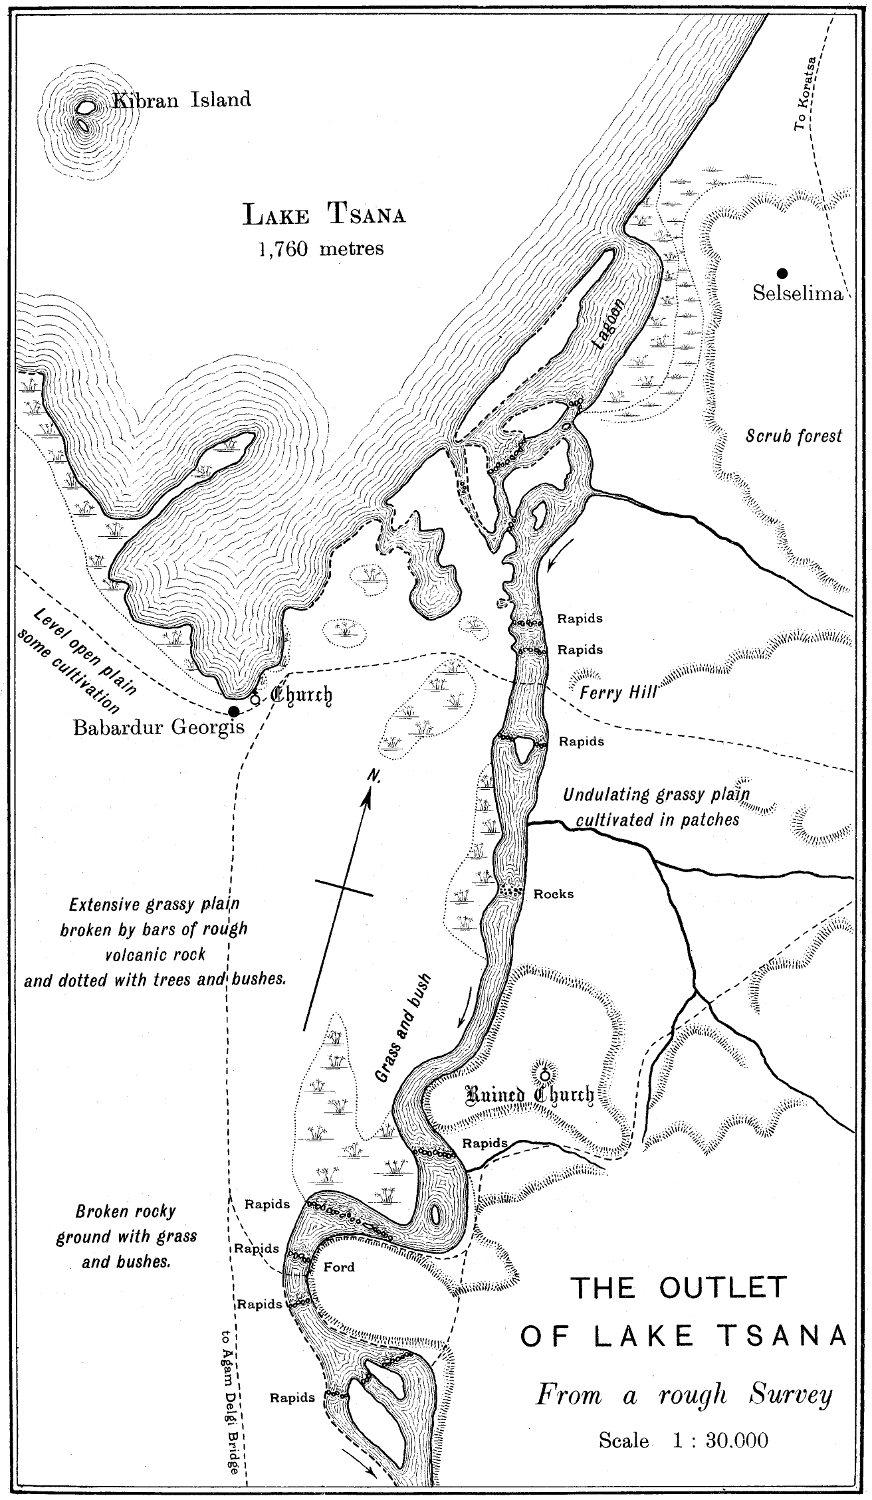 To Koratsa
Kibran Island
LAKE TSANA
1,760 metres
Selselima
Lagoon
Scrub forest
Level open plain
some cultivation
Rapids
Rapids
Church
Ferry Hill
Babardur Georgis
Rapids
N.
Undulating grassy plain
cultivated in patches
Rocks
Extensive grassy plain
broken by bars of rough
volcanic rock
and dotted with trees and bushes.
Grass and bush
Ruined Church
Rapids
Rapids
Broken rocky
ground with grass
and bushes.
Rapids
Ford
Rapids
Rapids
to Agam Delgi Bridge
THE OUTLET
OF LAKE TSANA
From a rough Survey
Scale 1 : 30.000